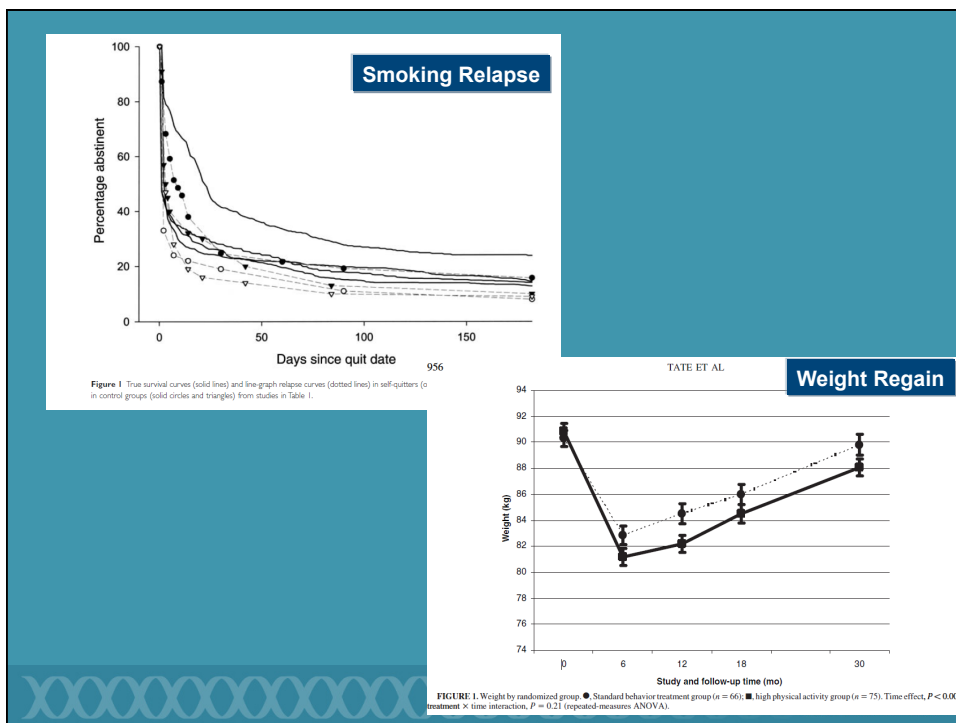 Smoking Relapse
100
80
60
40
20
0
Percentage abstinent
0 50 100 150
Days since quit date
Figure 1 True survival curves (solid lines) and line-graph relapse curves (dotted lines) in self-quitters (o
in control groups (solid circles and triangles) from studies in Table 1.
956
TATE ET AL
Weight Regain
94
92
90
88
86
84
82
80
78
76
74
Weight (kg)
0 6 12 18 30
Study and follow-up time (mo)
FIGURE 1. Weight by randomized group. ●, Standard behavior treatment group (n = 66); ■, high physical activity group (n = 75). Time effect, P < 0.00
treatment × time interaction, P = 0.21 (repeated-measures ANOVA).